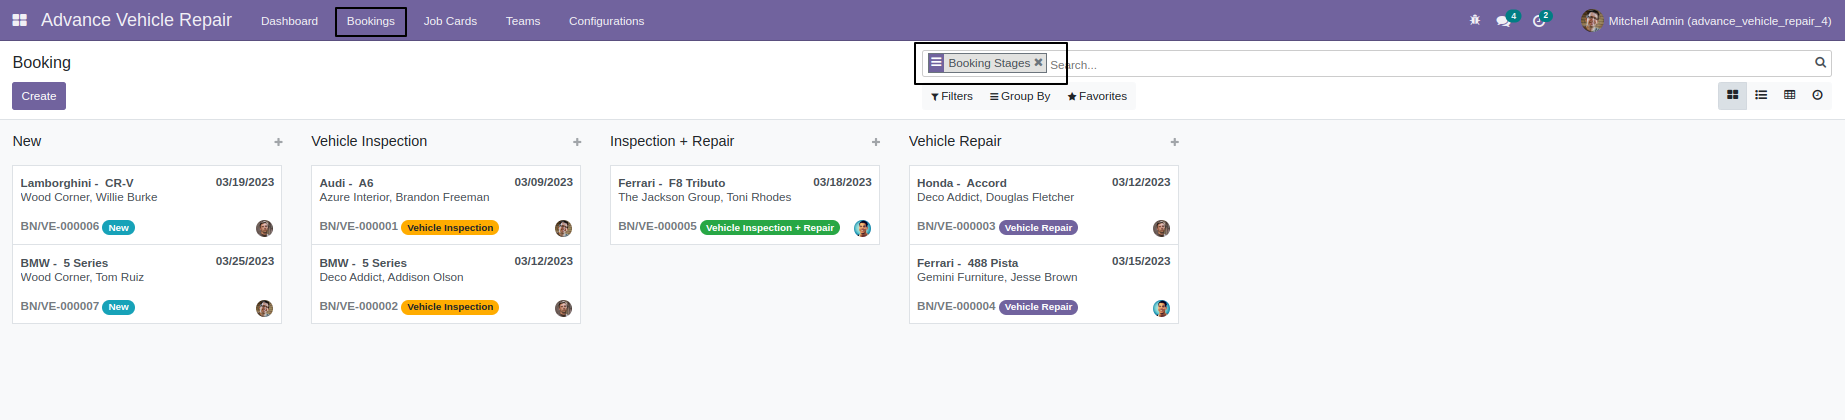 Advance Vehicle Repair Dashboard Bookings Job Cards Teams Configurations 4 2 Mitchell Admin (advance_vehicle_repair_4)
Booking
Booking Stages Search...
Create
Filters Group By Favorites
New
Lamborghini - CR-V 03/19/2023
Wood Corner, Willie Burke
BN/VE-000006 New
BMW - 5 Series 03/25/2023
Wood Corner, Tom Ruiz
BN/VE-000007 New
Vehicle Inspection
Audi - A6 03/09/2023
Azure Interior, Brandon Freeman
BN/VE-000001 Vehicle Inspection
BMW - 5 Series 03/12/2023
Deco Addict, Addison Olson
BN/VE-000002 Vehicle Inspection
Inspection + Repair
Ferrari - F8 Tributo 03/18/2023
The Jackson Group, Toni Rhodes
BN/VE-000005 Vehicle Inspection + Repair
Vehicle Repair
Honda - Accord 03/12/2023
Deco Addict, Douglas Fletcher
BN/VE-000003 Vehicle Repair
Ferrari - 488 Pista 03/15/2023
Gemini Furniture, Jesse Brown
BN/VE-000004 Vehicle Repair